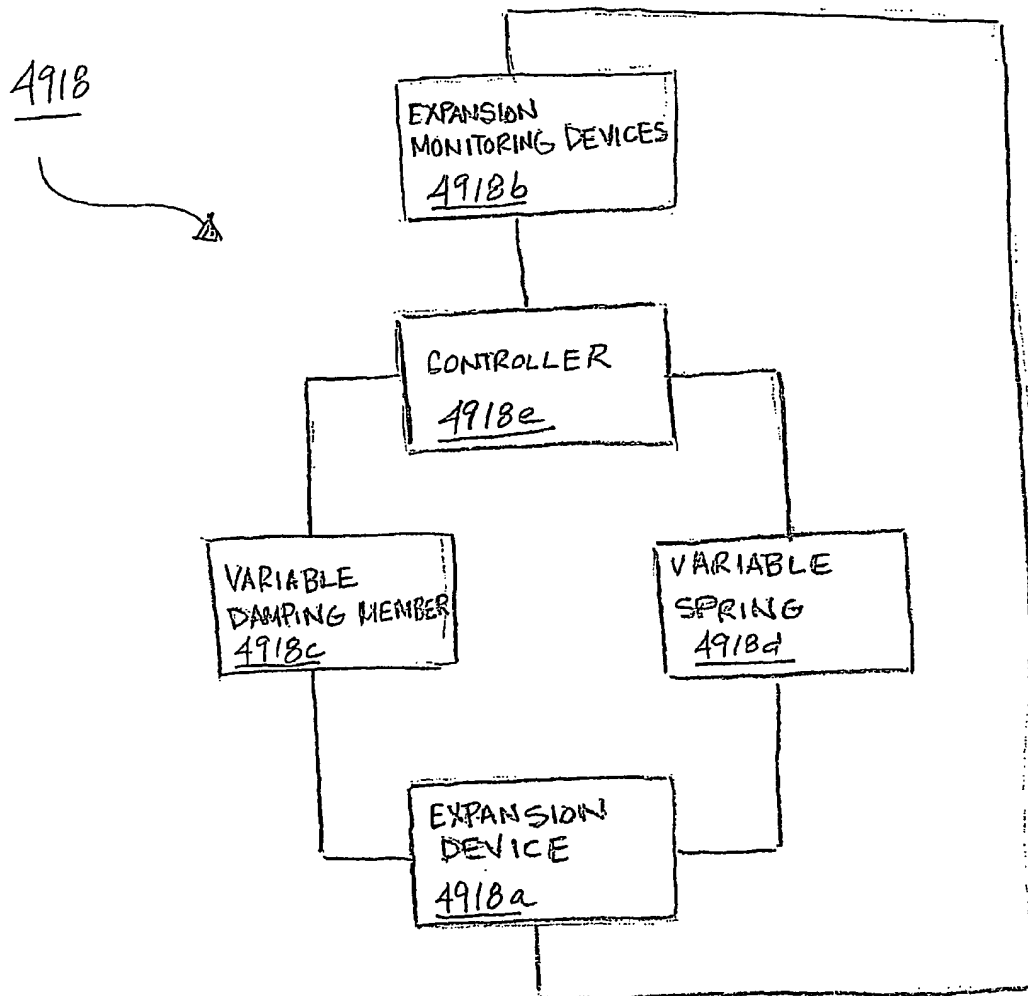 4918
EXPANSION
MONITORING DEVICES
4918b
CONTROLLER
4918e
VARIABLE
DAMPING MEMBER
4918c
VARIABLE
SPRING
4918d
EXPANSION
DEVICE
4918a